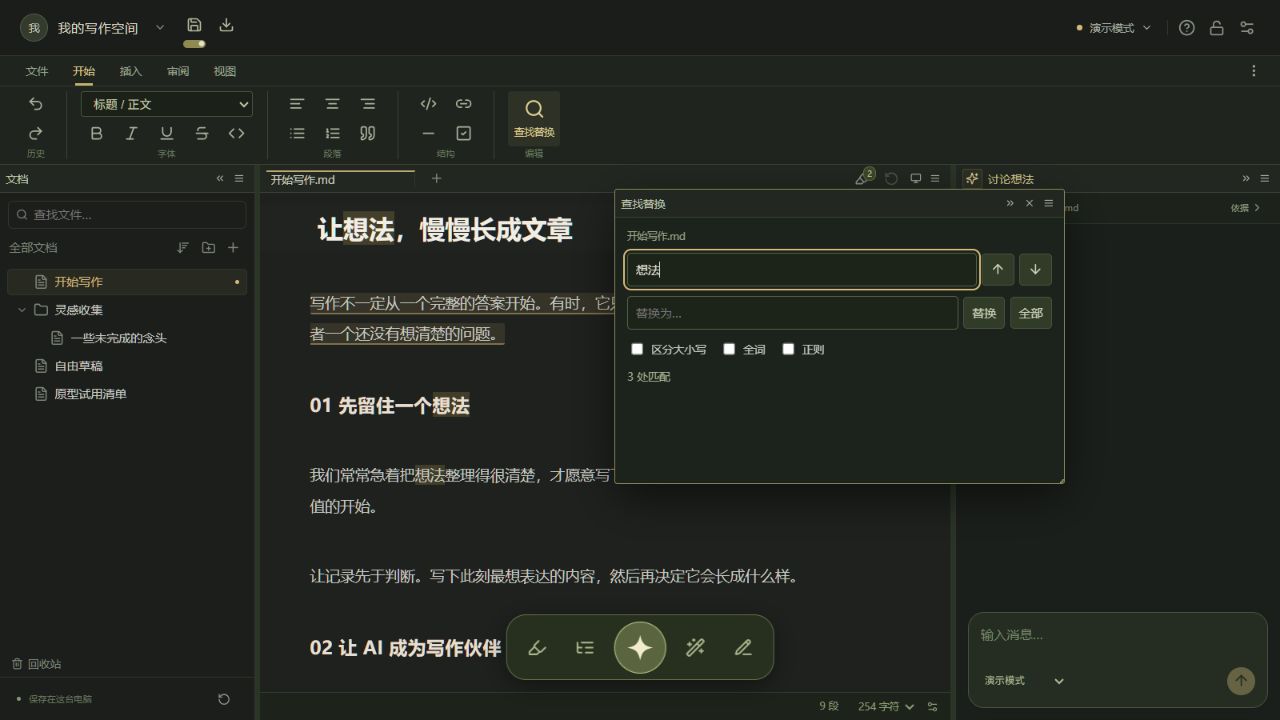 我 我的写作空间
演示模式
文件 开始 插入 审阅 视图
标题 / 正文
历史
字体
段落
结构
查找替换
编辑
文档
查找文件...
全部文档
开始写作
灵感收集
一些未完成的念头
自由草稿
原型试用清单
回收站
保存在这台电脑
开始写作.md
2
让想法，慢慢长成文章
写作不一定从一个完整的答案开始。有时，它
者一个还没有想清楚的问题。
01 先留住一个想法
我们常常急着把想法整理得很清楚，才愿意写
值的开始。
让记录先于判断。写下此刻最想表达的内容，然后再决定它会长成什么样。
02 让 AI 成为写作伙伴
9 段 254 字符
查找替换
开始写作.md
想法
替换为...
替换 全部
区分大小写 全词 正则
3 处匹配
讨论想法
md 依据
输入消息...
演示模式